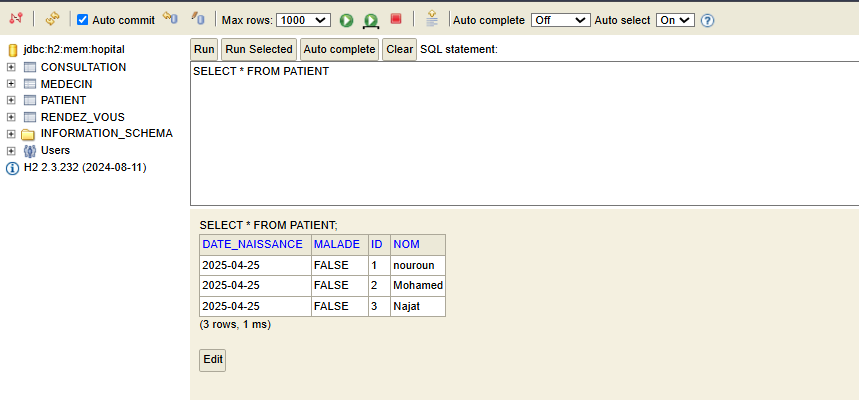 Auto commit Max rows: 1000 Auto complete Off Auto select On ?
jdbc:h2:mem:hopital
CONSULTATION
MEDECIN
PATIENT
RENDEZ_VOUS
INFORMATION_SCHEMA
Users
H2 2.3.232 (2024-08-11)
Run Run Selected Auto complete Clear SQL statement:
SELECT * FROM PATIENT
SELECT * FROM PATIENT;
DATE_NAISSANCE MALADE ID NOM
2025-04-25 FALSE 1 nouroun
2025-04-25 FALSE 2 Mohamed
2025-04-25 FALSE 3 Najat
(3 rows, 1 ms)
Edit